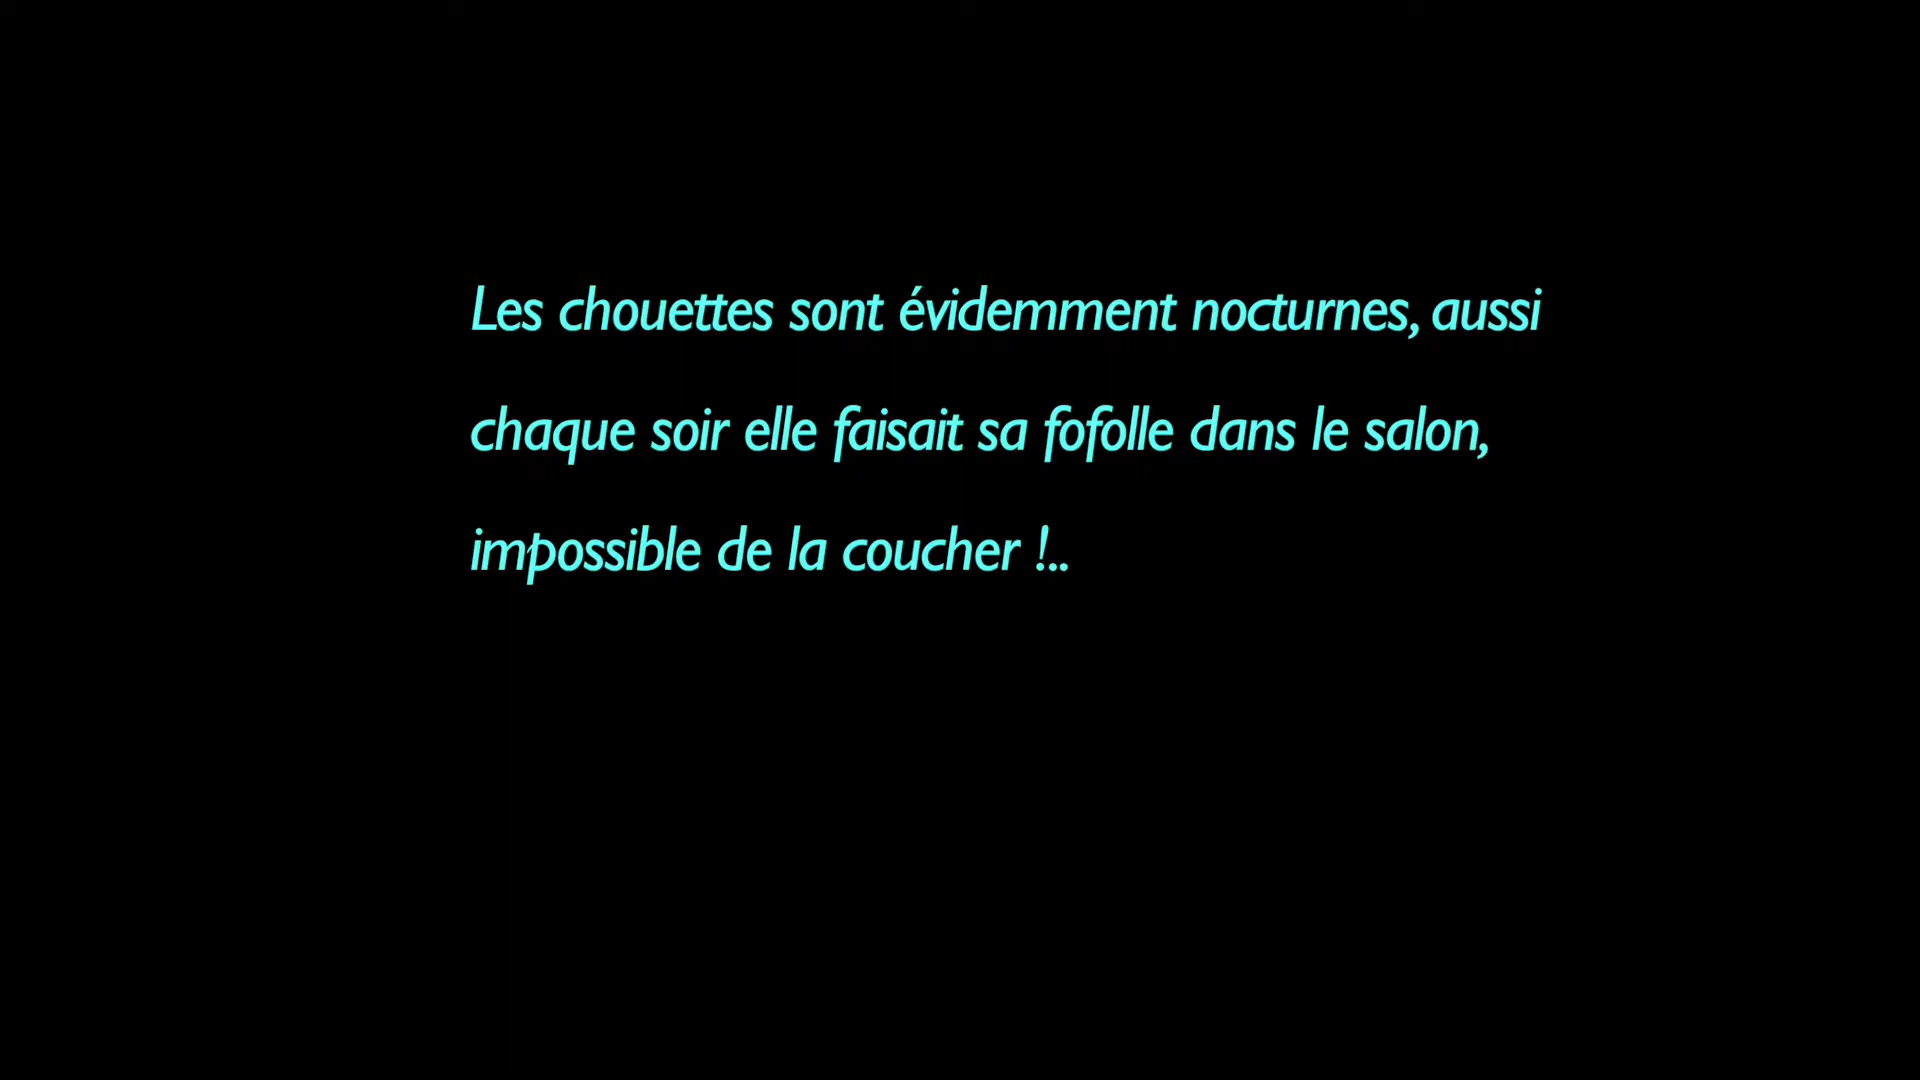 Les chouettes sont évidemment nocturnes, aussi
chaque soir elle faisait sa fofolle dans le salon,
impossible de la coucher !..